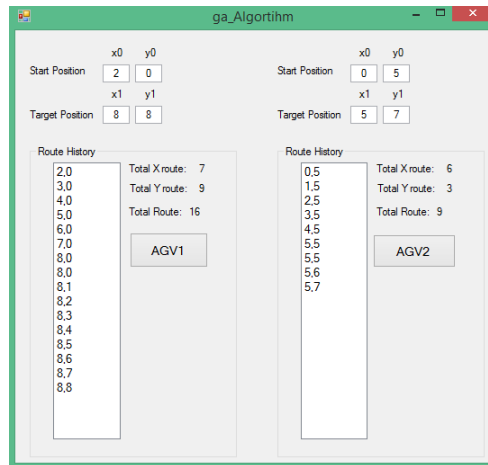 ga_Algortihm
x0 y0
Start Position 2 0
x1 y1
Target Position 8 8
Route History
2,0
3,0
4,0
5,0
6,0
7,0
8,0
8,0
8,1
8,2
8,3
8,4
8,5
8,6
8,7
8,8
Total X route: 7
Total Y route: 9
Total Route: 16
AGV1
x0 y0
Start Position 0 5
x1 y1
Target Position 5 7
Route History
0,5
1,5
2,5
3,5
4,5
5,5
5,5
5,6
5,7
Total X route: 6
Total Y route: 3
Total Route: 9
AGV2